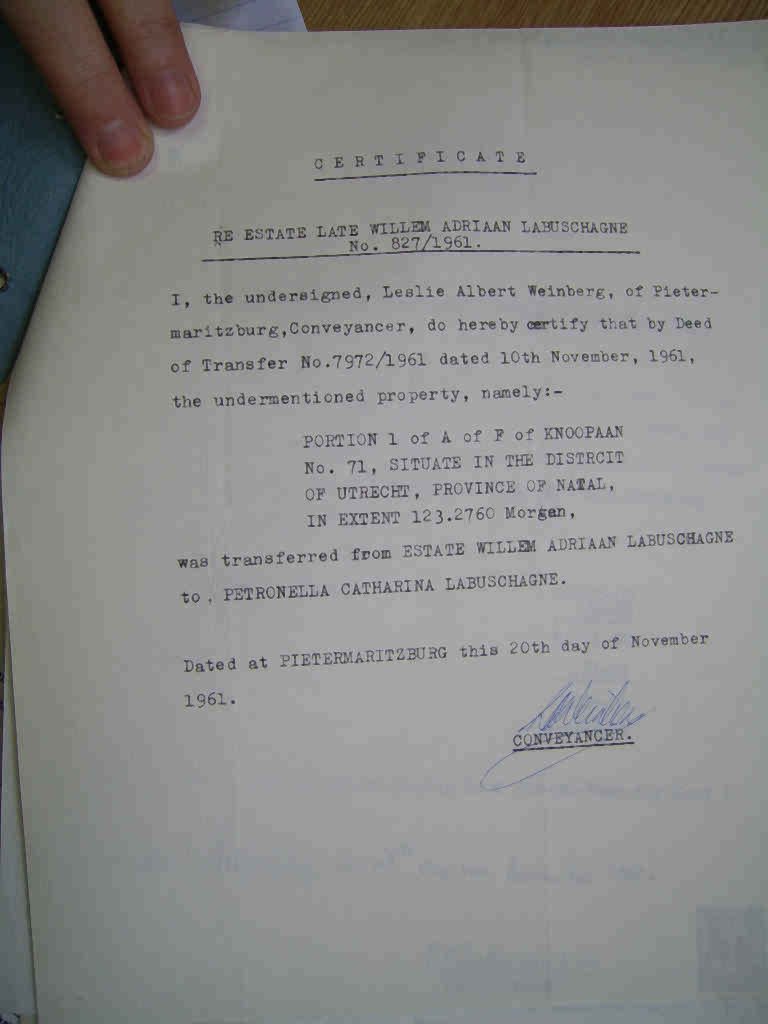 CERTIFICATE
RE ESTATE LATE WILLEM ADRIAAN LABUSCHAGNE
No. 827/1961.
I, the undersigned, Leslie Albert Weinberg, of Pieter-
maritzburg,Conveyancer, do hereby certify that by Deed
of Transfer No.7972/1961 dated 10th November, 1961,
the undermentioned property, namely:-
PORTION 1 of A of F of KNOOPAAN
No. 71, SITUATE IN THE DISTRCIT
OF UTRECHT, PROVINCE OF NATAL,
IN EXTENT 123.2760 Morgen,
was transferred from ESTATE WILLEM ADRIAAN LABUSCHAGNE
to , PETRONELLA CATHARINA LABUSCHAGNE.
Dated at PIETERMARITZBURG this 20th day of November
1961.
CONVEYANCER.